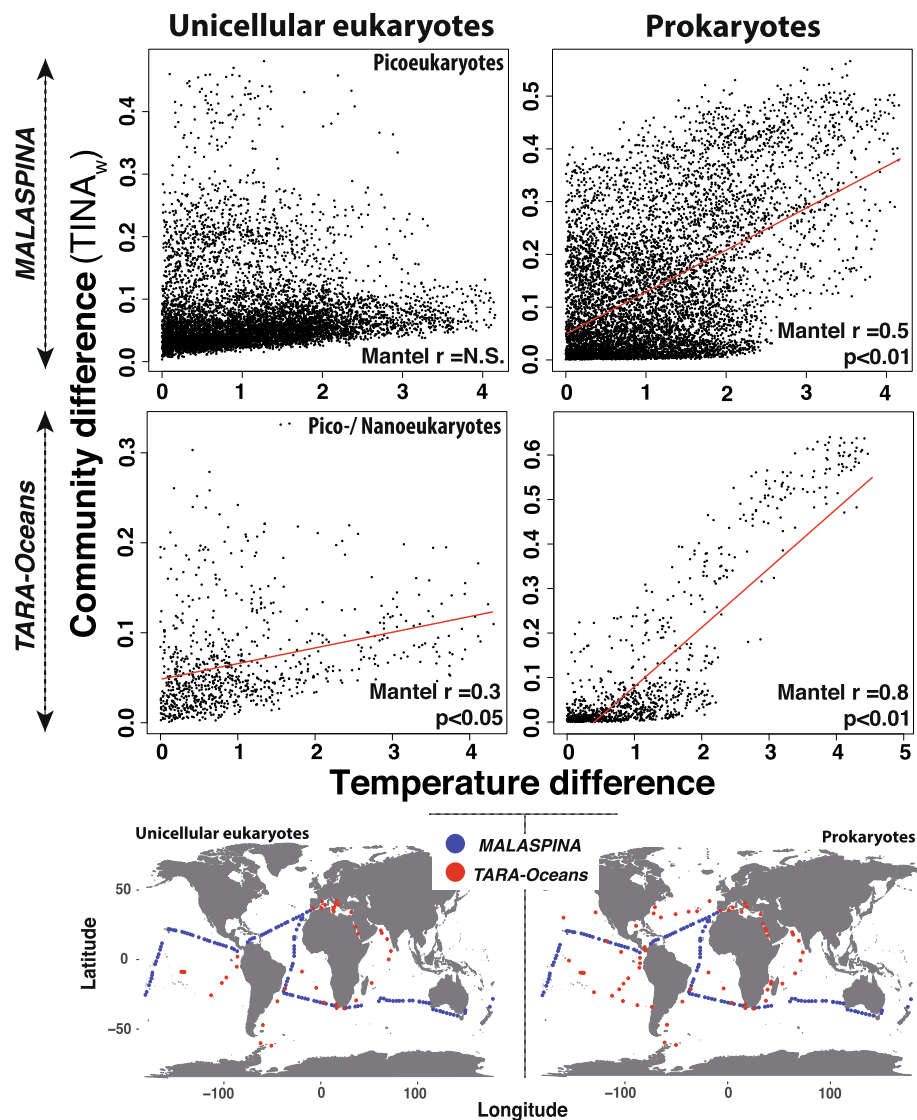 Unicellular eukaryotes
Prokaryotes
MALASPINA
TARA-Oceans
Community difference (TINAw)
Picoeukaryotes
0.4
0.3
0.2
0.1
0.0
Mantel r =N.S.
0 1 2 3 4
0.5
0.4
0.3
0.2
0.1
0.0
Mantel r =0.5
p<0.01
0 1 2 3 4
Pico-/ Nanoeukaryotes
0.3
0.2
0.1
0.0
Mantel r =0.3
p<0.05
0 1 2 3 4
0.6
0.5
0.4
0.3
0.2
0.1
0.0
Mantel r =0.8
p<0.01
0 1 2 3 4 5
Temperature difference
Unicellular eukaryotes
MALASPINA
TARA-Oceans
Prokaryotes
Latitude
50
0
−50
−100 0 100
−100 0 100
Longitude